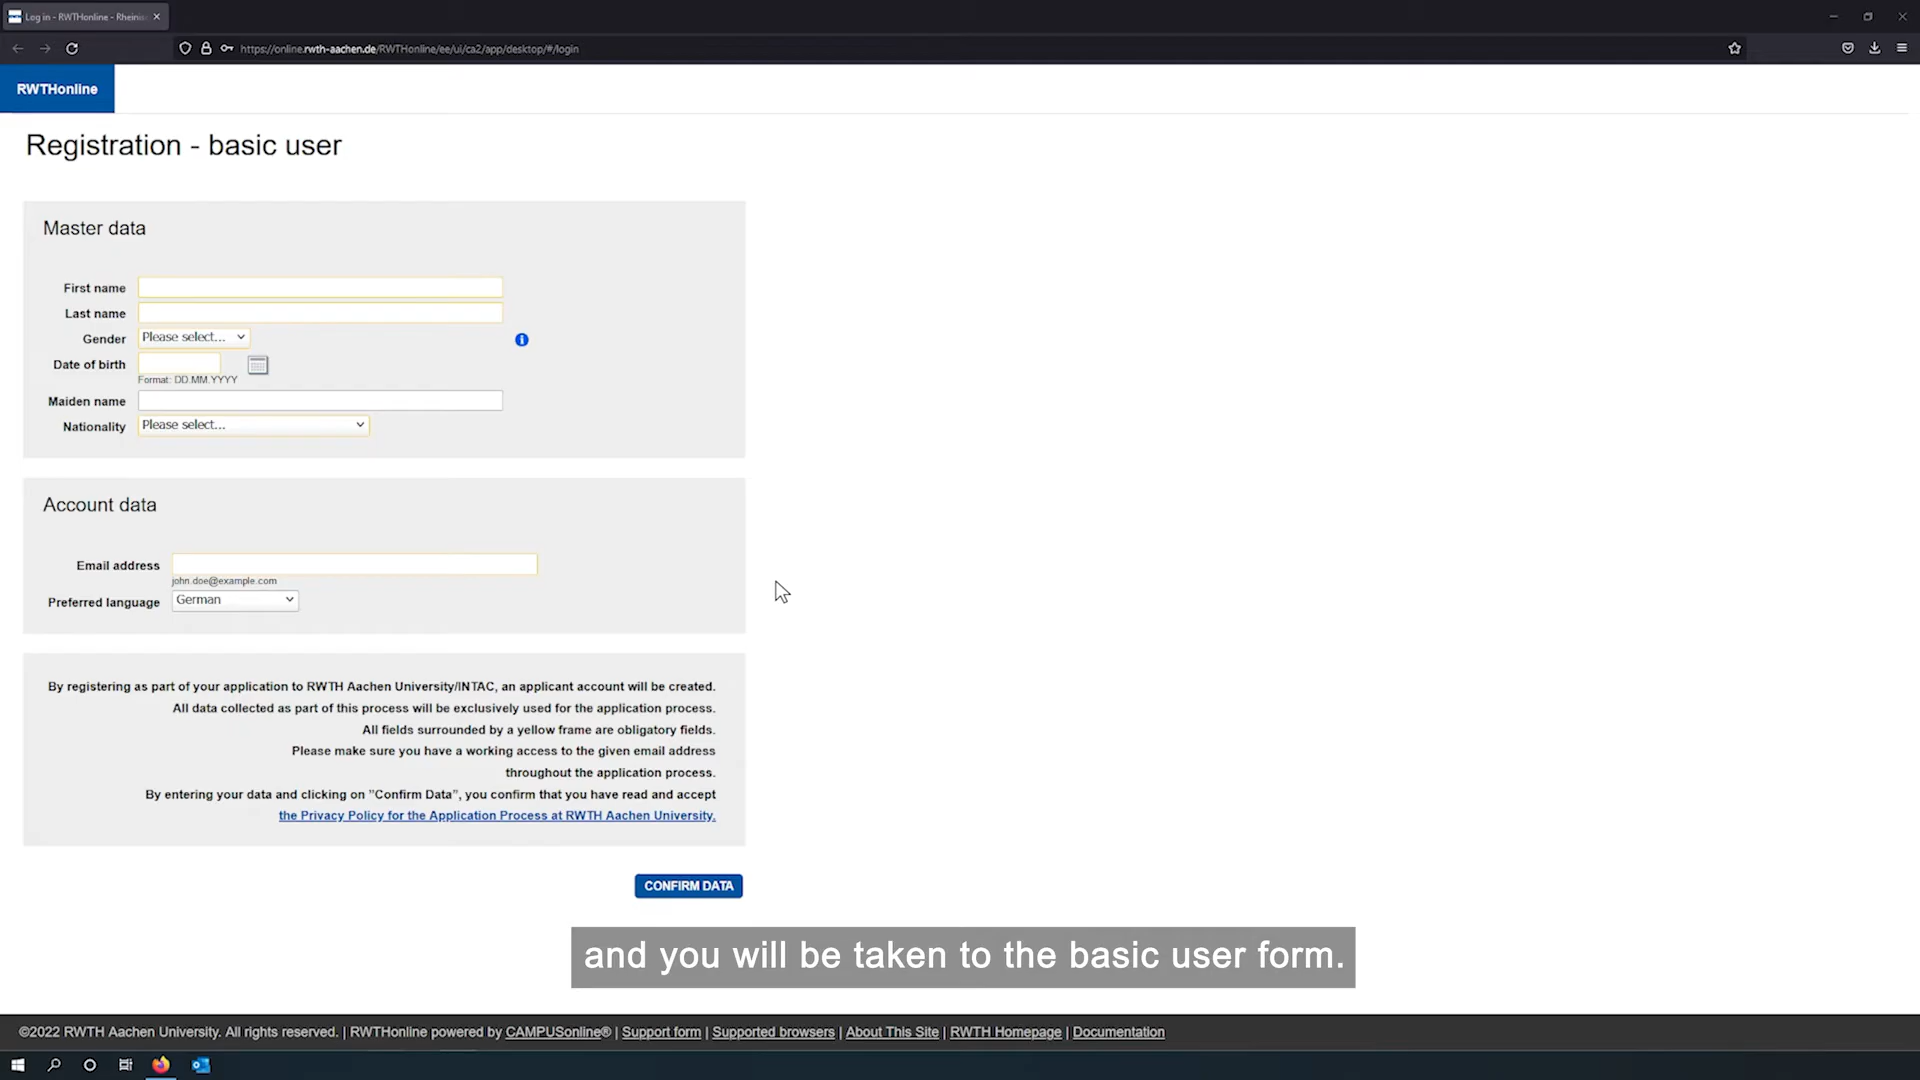 Log in - RWTHonline - Rheinis
https://online.rwth-aachen.de/RWTHonline/ee/ui/ca2/app/desktop/#/login
RWTHonline
Registration - basic user
Master data
First name
Last name
Gender Please select...
Date of birth
Format: DD.MM.YYYY
Maiden name
Nationality Please select...
Account data
Email address
john.doe@example.com
Preferred language German
By registering as part of your application to RWTH Aachen University/INTAC, an applicant account will be created.
All data collected as part of this process will be exclusively used for the application process.
All fields surrounded by a yellow frame are obligatory fields.
Please make sure you have a working access to the given email address
throughout the application process.
By entering your data and clicking on "Confirm Data", you confirm that you have read and accept
the Privacy Policy for the Application Process at RWTH Aachen University.
CONFIRM DATA
and you will be taken to the basic user form.
©2022 RWTH Aachen University. All rights reserved. | RWTHonline powered by CAMPUSonline® | Support form | Supported browsers | About This Site | RWTH Homepage | Documentation